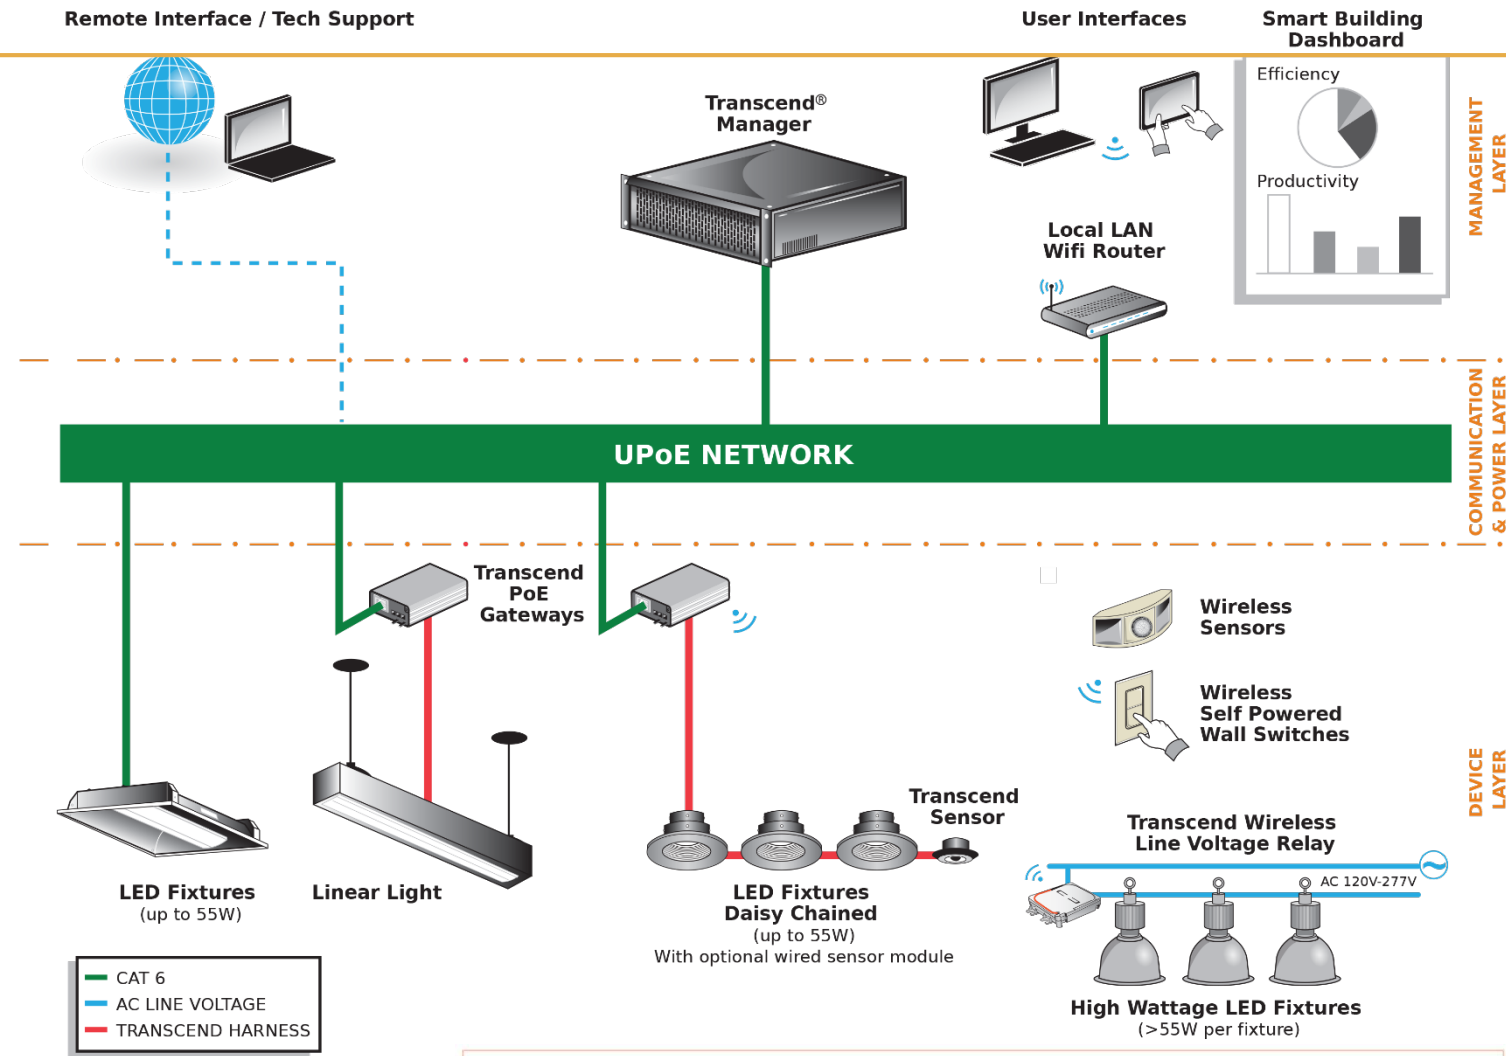 Remote Interface / Tech Support
User Interfaces
Smart Building
Dashboard
Efficiency
Productivity
Transcend®
Manager
Local LAN
Wifi Router
MANAGEMENT
LAYER
COMMUNICATION
& POWER LAYER
UPoE NETWORK
Transcend
PoE
Gateways
Wireless
Sensors
Wireless
Self Powered
Wall Switches
DEVICE
LAYER
Transcend
Sensor
Transcend Wireless
Line Voltage Relay
AC 120V-277V
LED Fixtures
(up to 55W)
Linear Light
LED Fixtures
Daisy Chained
(up to 55W)
With optional wired sensor module
High Wattage LED Fixtures
(>55W per fixture)
CAT 6
AC LINE VOLTAGE
TRANSCEND HARNESS